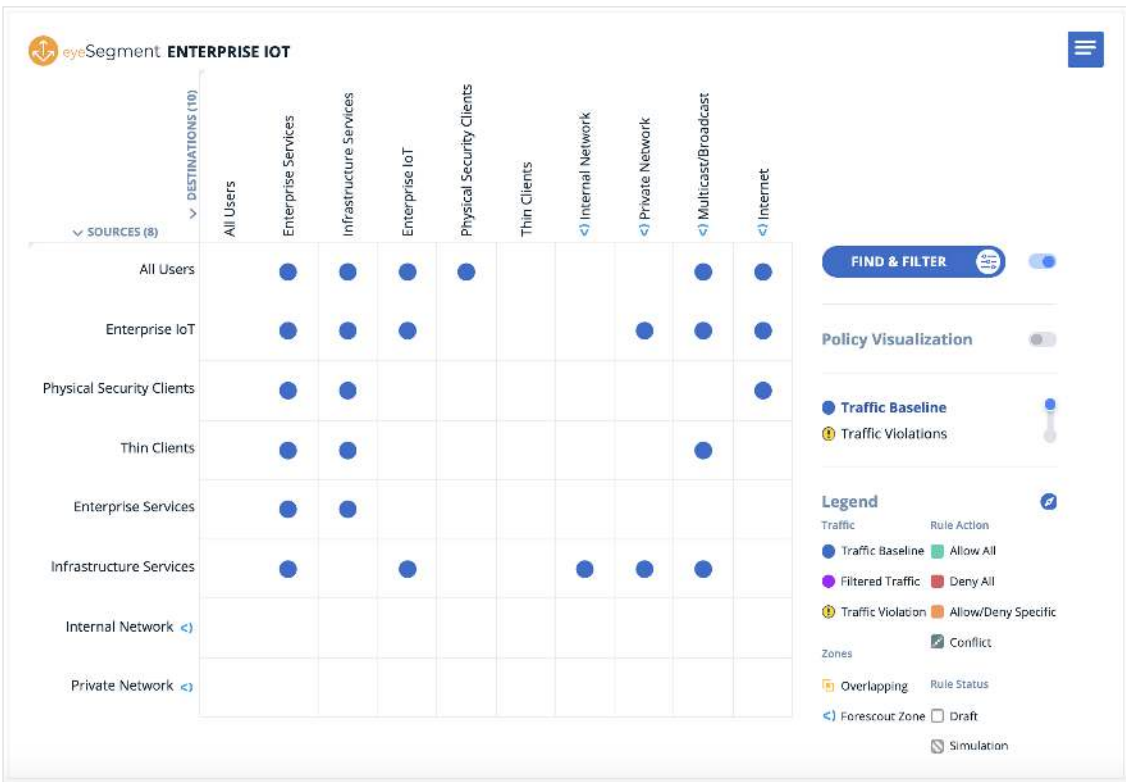 eyeSegment ENTERPRISE IOT
DESTINATIONS (10)
SOURCES (8)
All Users
Enterprise Services
Infrastructure Services
Enterprise IoT
Physical Security Clients
Thin Clients
Internal Network
Private Network
Multicast/Broadcast
Internet
All Users
Enterprise IoT
Physical Security Clients
Thin Clients
Enterprise Services
Infrastructure Services
Internal Network
Private Network
FIND & FILTER
Policy Visualization
Traffic Baseline
Traffic Violations
Legend
Traffic
Rule Action
Traffic Baseline
Allow All
Filtered Traffic
Deny All
Traffic Violation
Allow/Deny Specific
Conflict
Zones
Overlapping
Rule Status
Forescout Zone
Draft
Simulation